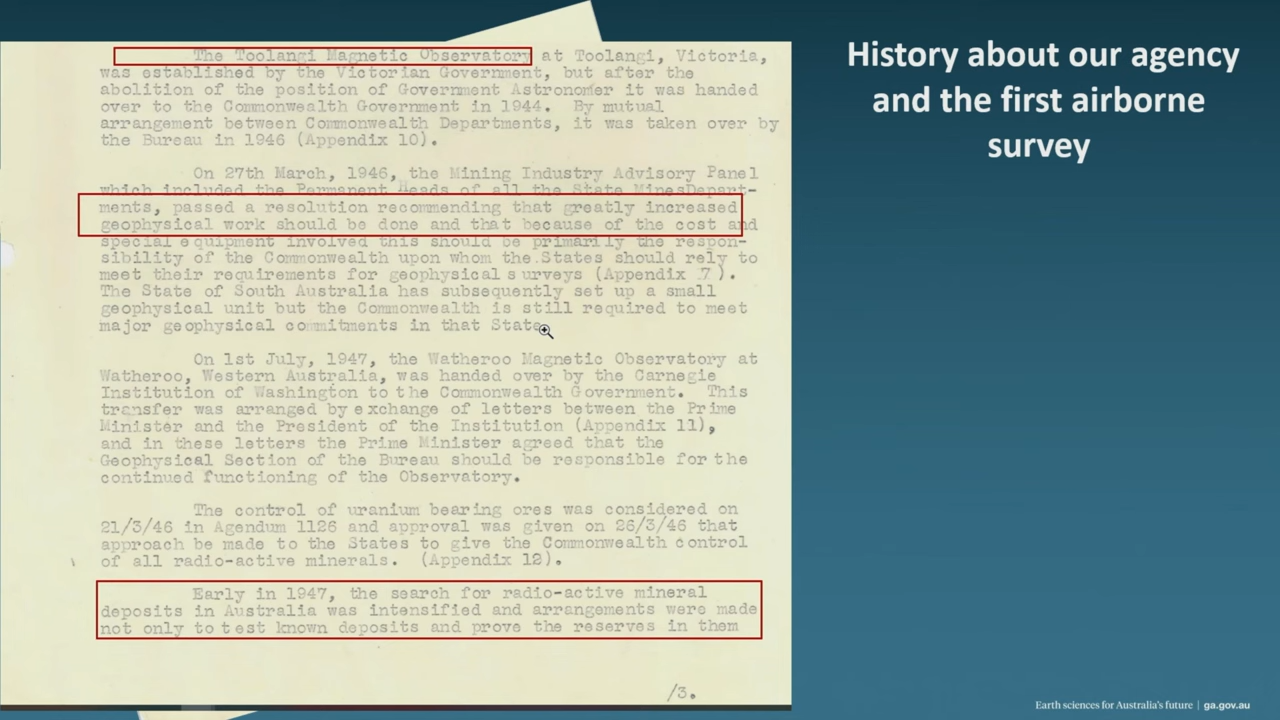 The Toolangi Magnetic Observatory at Toolangi, Victoria,
was established by the Victorian Government, but after the
abolition of the position of Government Astronomer it was handed
over to the Commonwealth Government in 1944. By mutual
arrangement between Commonwealth Departments, it was taken over by
the Bureau in 1946 (Appendix 10).
On 27th March, 1946, the Mining Industry Advisory Panel
which included the Permanent Heads of all the State MinesDepart-
ments, passed a resolution recommending that greatly increased
geophysical work should be done and that because of the cost and
special equipment involved this should be primarily the respon-
sibility of the Commonwealth upon whom the States should rely to
meet their requirements for geophysical surveys (Appendix 7).
The State of South Australia has subsequently set up a small
geophysical unit but the Commonwealth is still required to meet
major geophysical commitments in that State
On 1st July, 1947, the Watheroo Magnetic Observatory at
Watheroo, Western Australia, was handed over by the Carnegie
Institution of Washington to the Commonwealth Government. This
transfer was arranged by exchange of letters between the Prime
Minister and the President of the Institution (Appendix 11),
and in these letters the Prime Minister agreed that the
Geophysical Section of the Bureau should be responsible for the
continued functioning of the Observatory.
The control of uranium bearing ores was considered on
21/3/46 in Agendum 1126 and approval was given on 26/3/46 that
approach be made to the States to give the Commonwealth control
of all radio-active minerals. (Appendix 12).
Early in 1947, the search for radio-active mineral
deposits in Australia was intensified and arrangements were made
not only to test known deposits and prove the reserves in them
/3.
History about our agency
and the first airborne
survey
Earth sciences for Australia's future | ga.gov.au